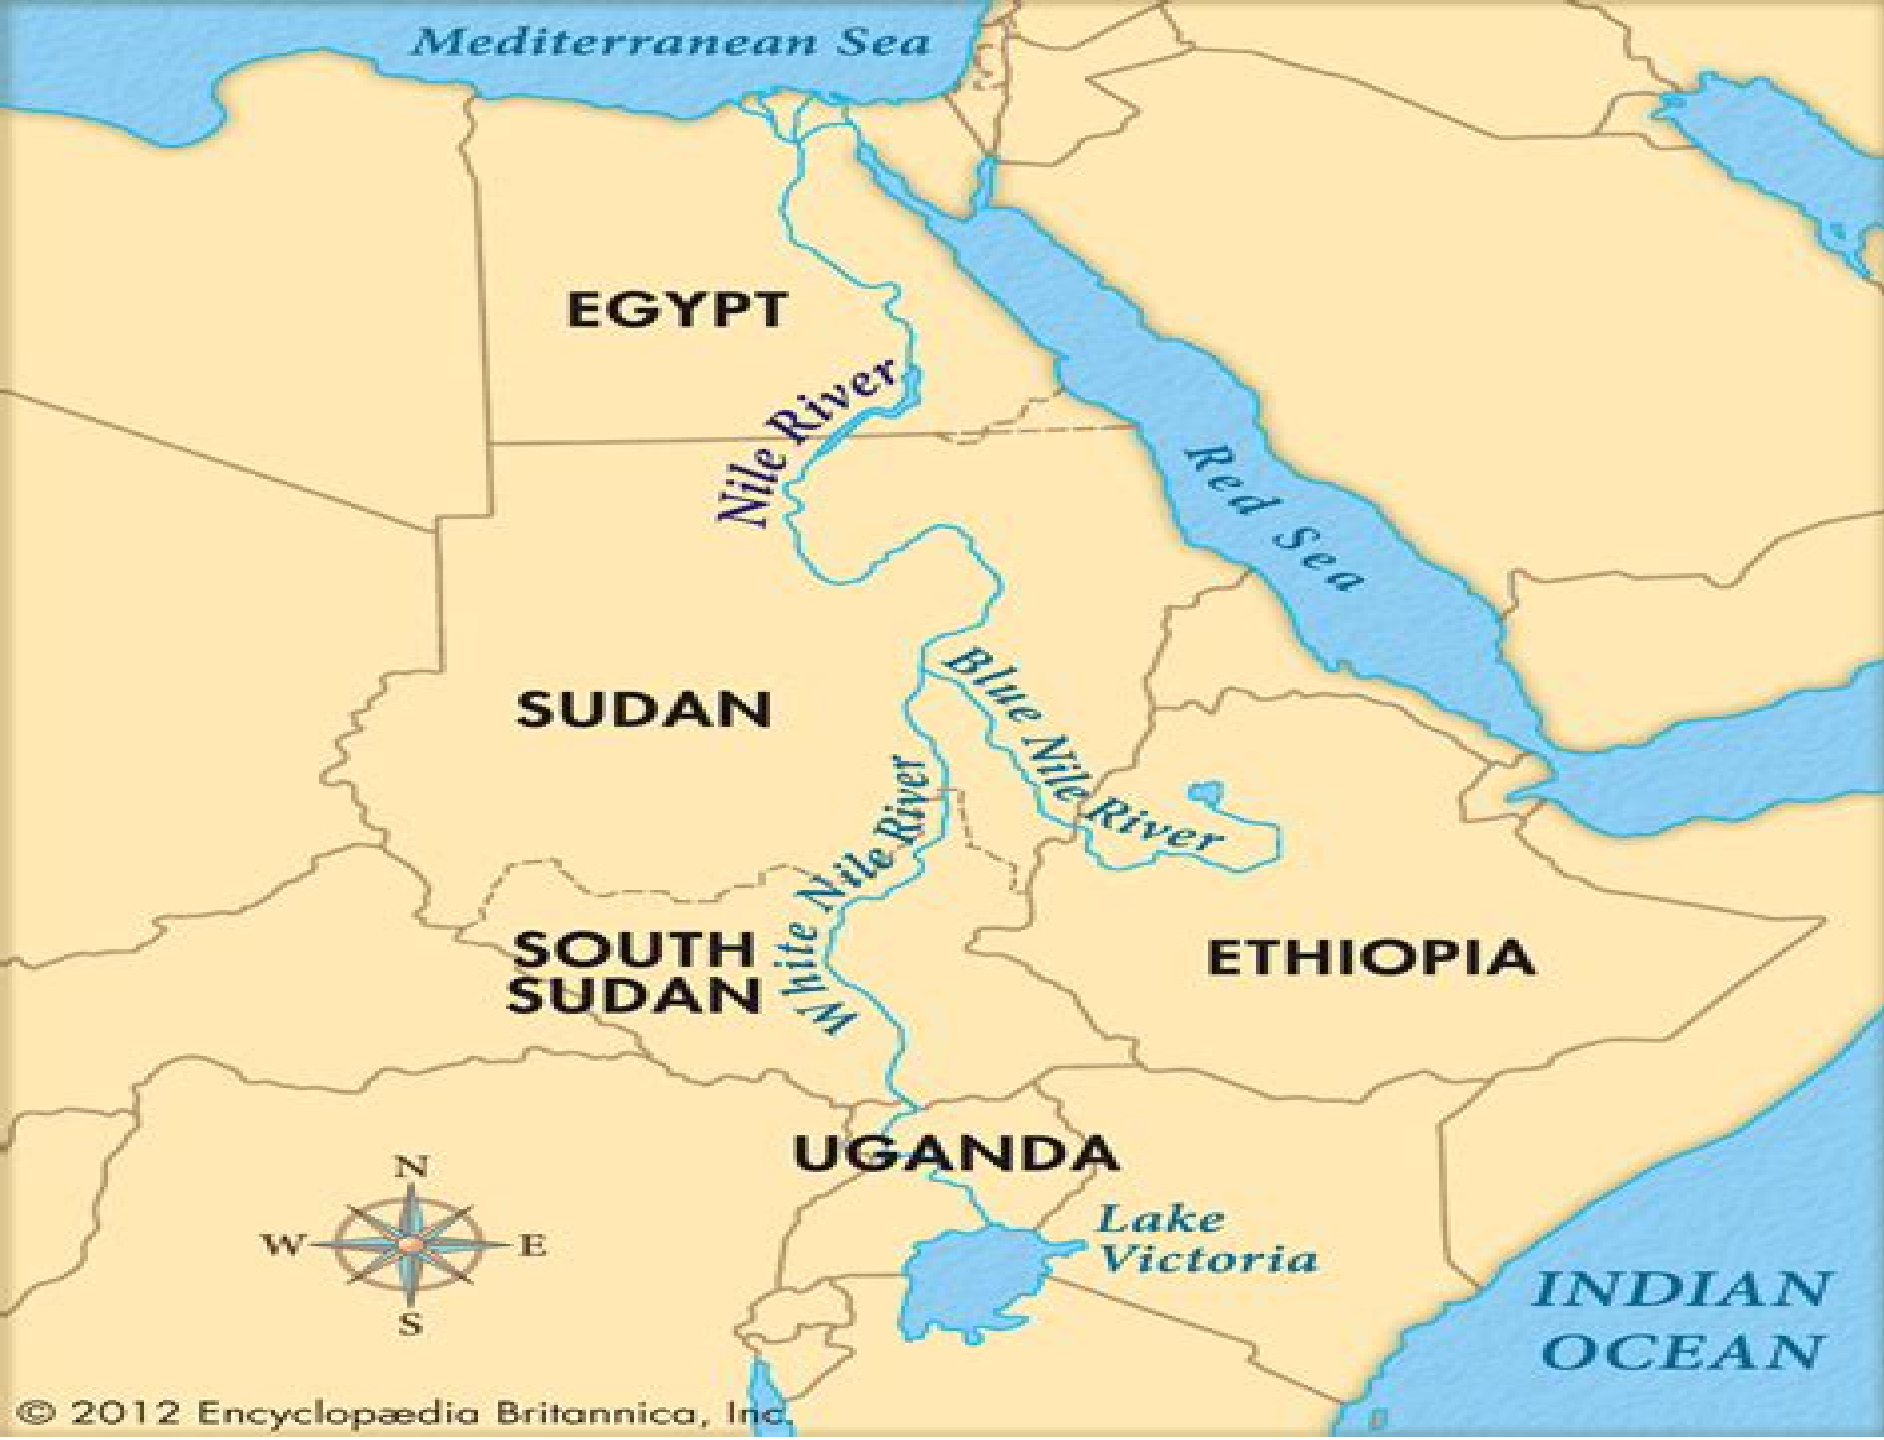 Mediterranean Sea
EGYPT
Nile River
Red Sea
Blue Nile River
SUDAN
White Nile River
SOUTH
SUDAN
ETHIOPIA
UGANDA
N
W
E
S
Lake
Victoria
INDIAN
OCEAN
© 2012 Encyclopædia Britannica, Inc.